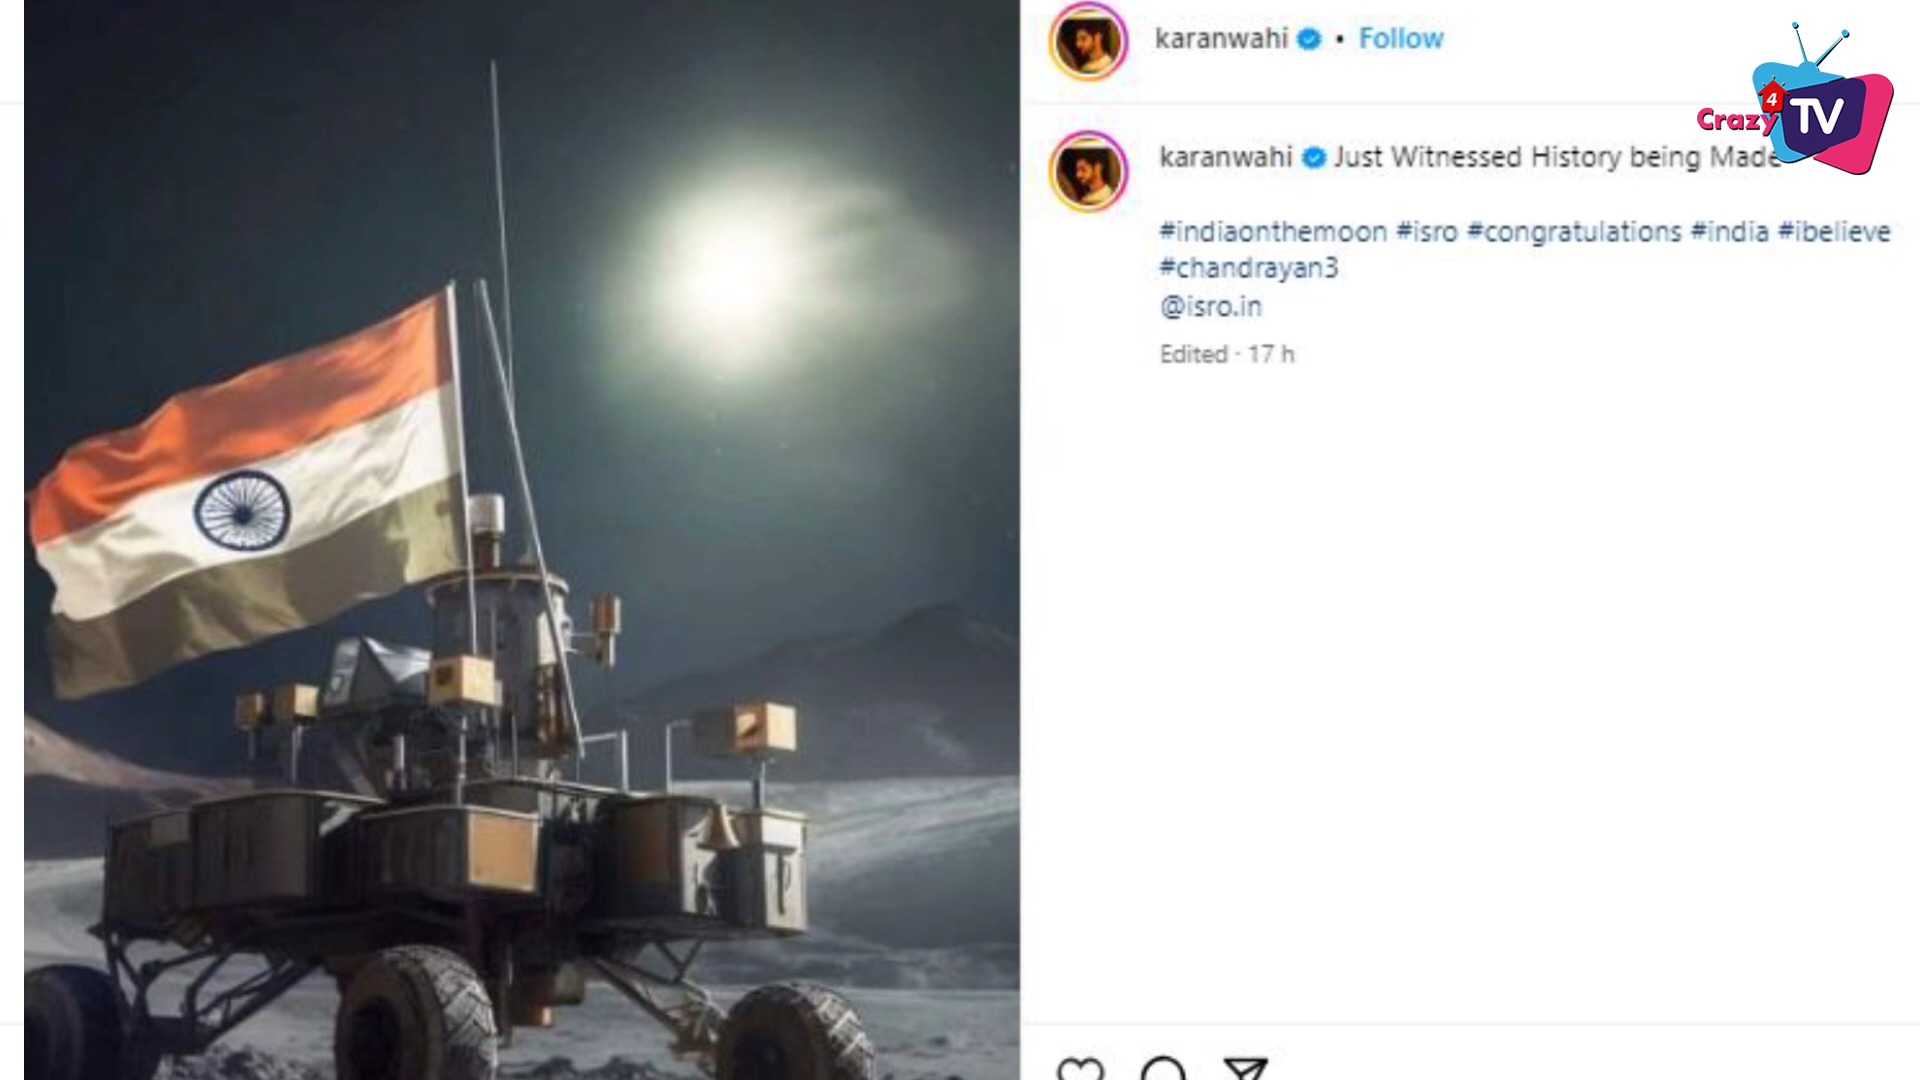 karanwahi • Follow
Crazy 4 TV
karanwahi Just Witnessed History being Made
#indiaonthemoon #isro #congratulations #india #ibelieve
#chandrayan3
@isro.in
Edited · 17 h